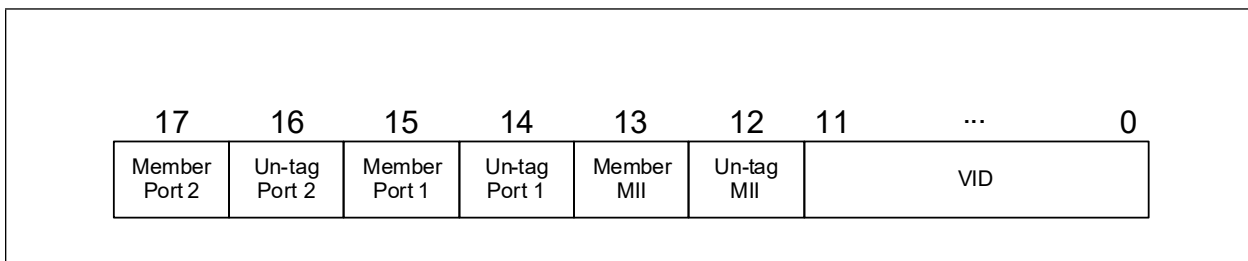 17 16 15 14 13 12 11 ... 0
Member Un-tag Member Un-tag Member Un-tag VID
Port 2 Port 2 Port 1 Port 1 MII MII